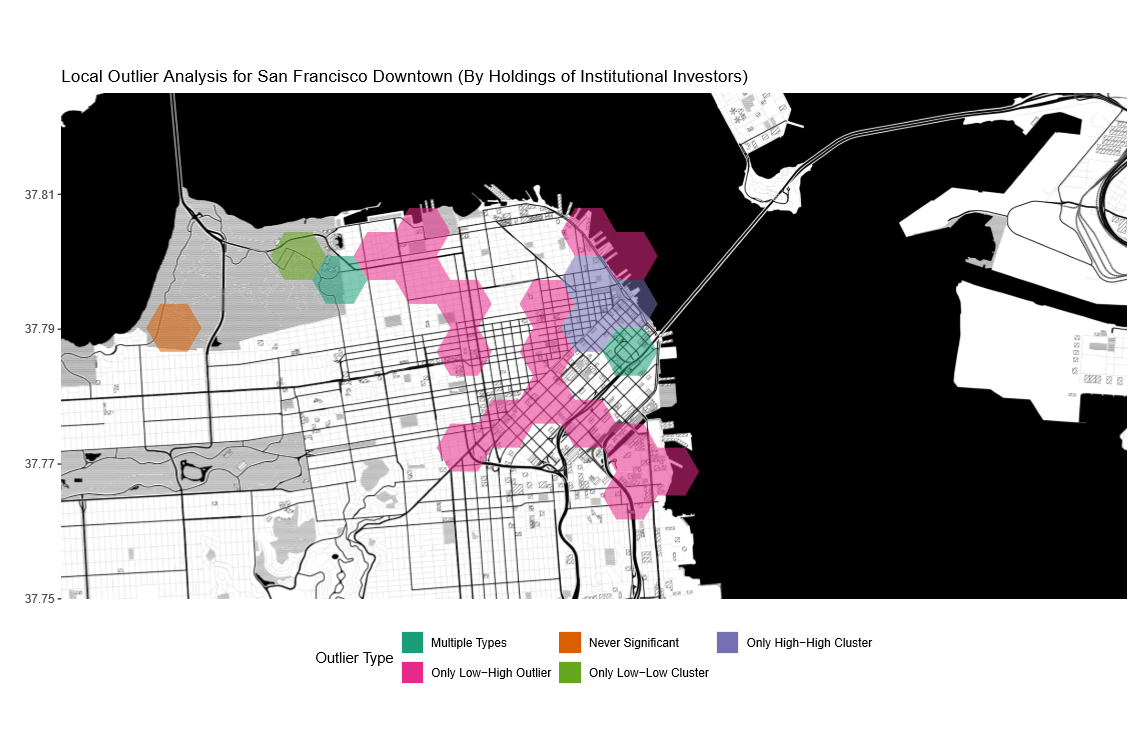 Local Outlier Analysis for San Francisco Downtown (By Holdings of Institutional Investors)
37.81
37.79
37.77
37.75
Outlier Type
Multiple Types
Never Significant
Only High−High Cluster
Only Low−High Outlier
Only Low−Low Cluster